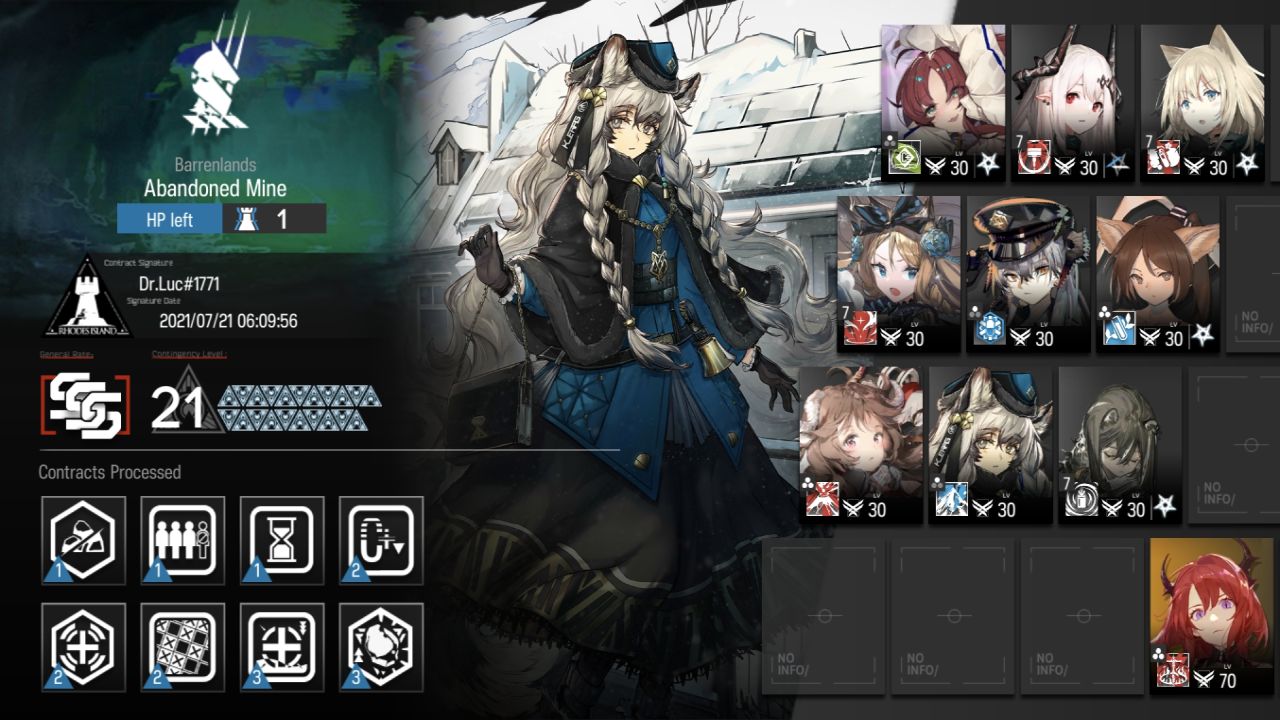 Barrenlands
Abandoned Mine
HP left 1
Contract Signature
Dr.Luc#1771
Signature Date
2021/07/21 06:09:56
RHODES ISLAND
General Rate:
Contingency Level:
SSS
21
Contracts Processed
1 1 1 2
2 2 3 3
KJERAG
LV 30
7 LV 30
7 LV 30
7 LV 30
LV 30
LV 30
NO INFO/
LV 30
KJERAG
LV 30
7 LV 30
NO INFO/
NO INFO/
NO INFO/
NO INFO/
LV 70